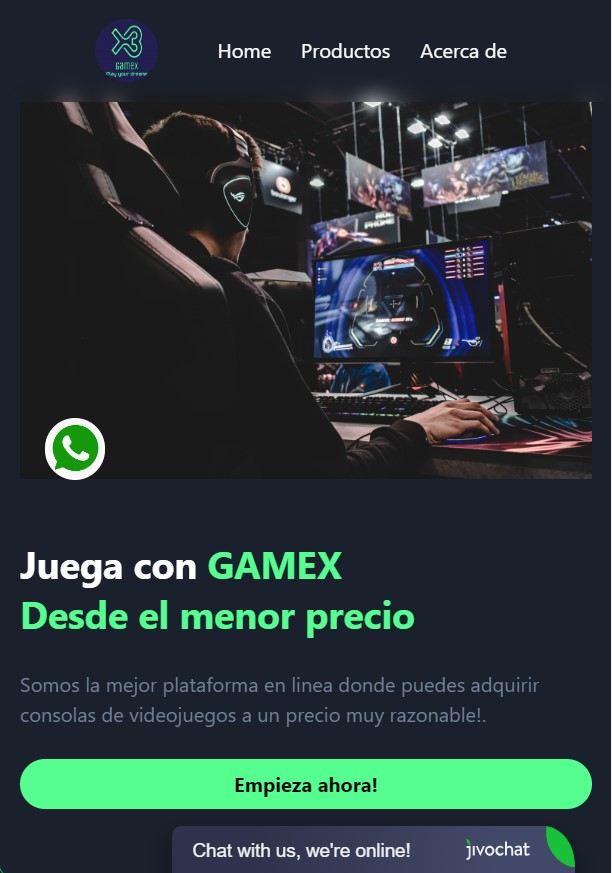 GAMEX
Play your dreams
Home
Productos
Acerca de
Juega con GAMEX
Desde el menor precio
Somos la mejor plataforma en linea donde puedes adquirir
consolas de videojuegos a un precio muy razonable!.
Empieza ahora!
Chat with us, we're online!
jivochat